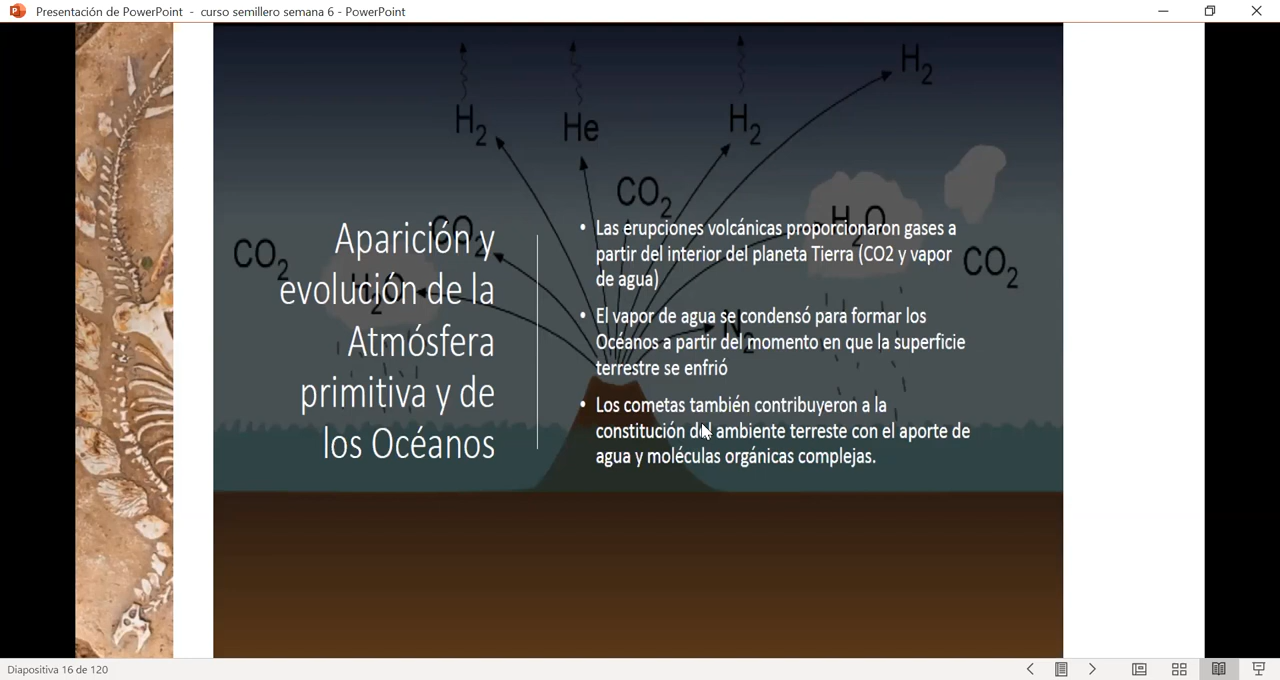 Presentación de PowerPoint - curso semillero semana 6 - PowerPoint
H2
H2
He
H2
CO2
CO2
H2O
CO2
H2O
CO2
N2
Aparición y
evolución de la
Atmósfera
primitiva y de
los Océanos
• Las erupciones volcánicas proporcionaron gases a
partir del interior del planeta Tierra (CO2 y vapor
de agua)
• El vapor de agua se condensó para formar los
Océanos a partir del momento en que la superficie
terrestre se enfrió
• Los cometas también contribuyeron a la
constitución del ambiente terreste con el aporte de
agua y moléculas orgánicas complejas.
Diapositiva 16 de 120